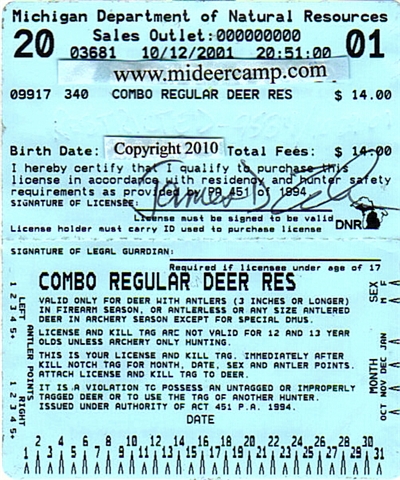 Michigan Department of Natural Resources
20 Sales Outlet:000000000 01
03681 10/12/2001 20:51:00
www.mideercamp.com
09917 340 COMBO REGULAR DEER RES $ 14.00
Birth Date: Copyright 2010 Total Fees: $ 14.00
I hereby certify that I qualify to purchase this
license in accordance with residency and hunter safety
requirements as provided by PA 451 of 1994.
SIGNATURE OF LICENSEE:
James
License must be signed to be valid
License holder must carry ID used to purchase license
DNR
SIGNATURE OF LEGAL GUARDIAN:
Required if licensee under age of 17
COMBO REGULAR DEER RES
VALID ONLY FOR DEER WITH ANTLERS (3 INCHES OR LONGER)
IN FIREARM SEASON, OR ANTLERLESS OR ANY SIZE ANTLERED
DEER IN ARCHERY SEASON EXCEPT FOR SPECIAL DMUS.
LICENSE AND KILL TAG ARE NOT VALID FOR 12 AND 13 YEAR
OLDS UNLESS ARCHERY ONLY HUNTING.
THIS IS YOUR LICENSE AND KILL TAG. IMMEDIATELY AFTER
KILL NOTCH TAG FOR MONTH, DATE, SEX AND ANTLER POINTS.
ATTACH LICENSE AND KILL TAG TO DEER.
IT IS A VIOLATION TO POSSESS AN UNTAGGED OR IMPROPERLY
TAGGED DEER OR TO USE THE TAG OF ANOTHER HUNTER.
ISSUED UNDER AUTHORITY OF ACT 451 P.A. 1994.
DATE
LEFT
1 2 3 4 5+
ANTLER POINTS
RIGHT
1 2 3 4 5+
SEX
M F
MONTH
OCT NOV DEC JAN
1 2 3 4 5 6 7 8 9 10 11 12 13 14 15 16 17 18 19 20 21 22 23 24 25 26 27 28 29 30 31